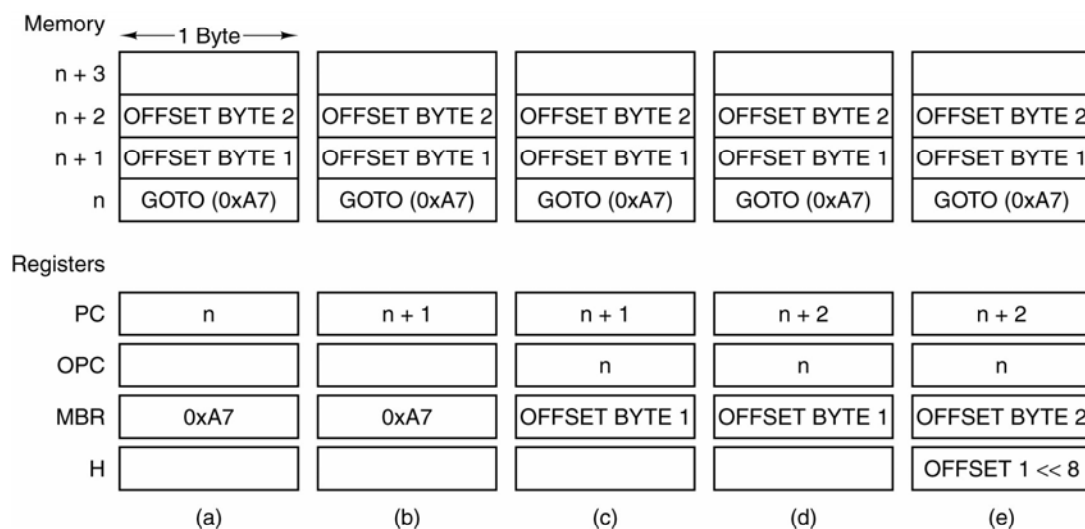 Memory
1 Byte
n + 3
n + 2 OFFSET BYTE 2 OFFSET BYTE 2 OFFSET BYTE 2 OFFSET BYTE 2 OFFSET BYTE 2
n + 1 OFFSET BYTE 1 OFFSET BYTE 1 OFFSET BYTE 1 OFFSET BYTE 1 OFFSET BYTE 1
n GOTO (0xA7) GOTO (0xA7) GOTO (0xA7) GOTO (0xA7) GOTO (0xA7)
Registers
PC n n + 1 n + 1 n + 2 n + 2
OPC n n n
MBR 0xA7 0xA7 OFFSET BYTE 1 OFFSET BYTE 1 OFFSET BYTE 2
H OFFSET 1 << 8
(a) (b) (c) (d) (e)